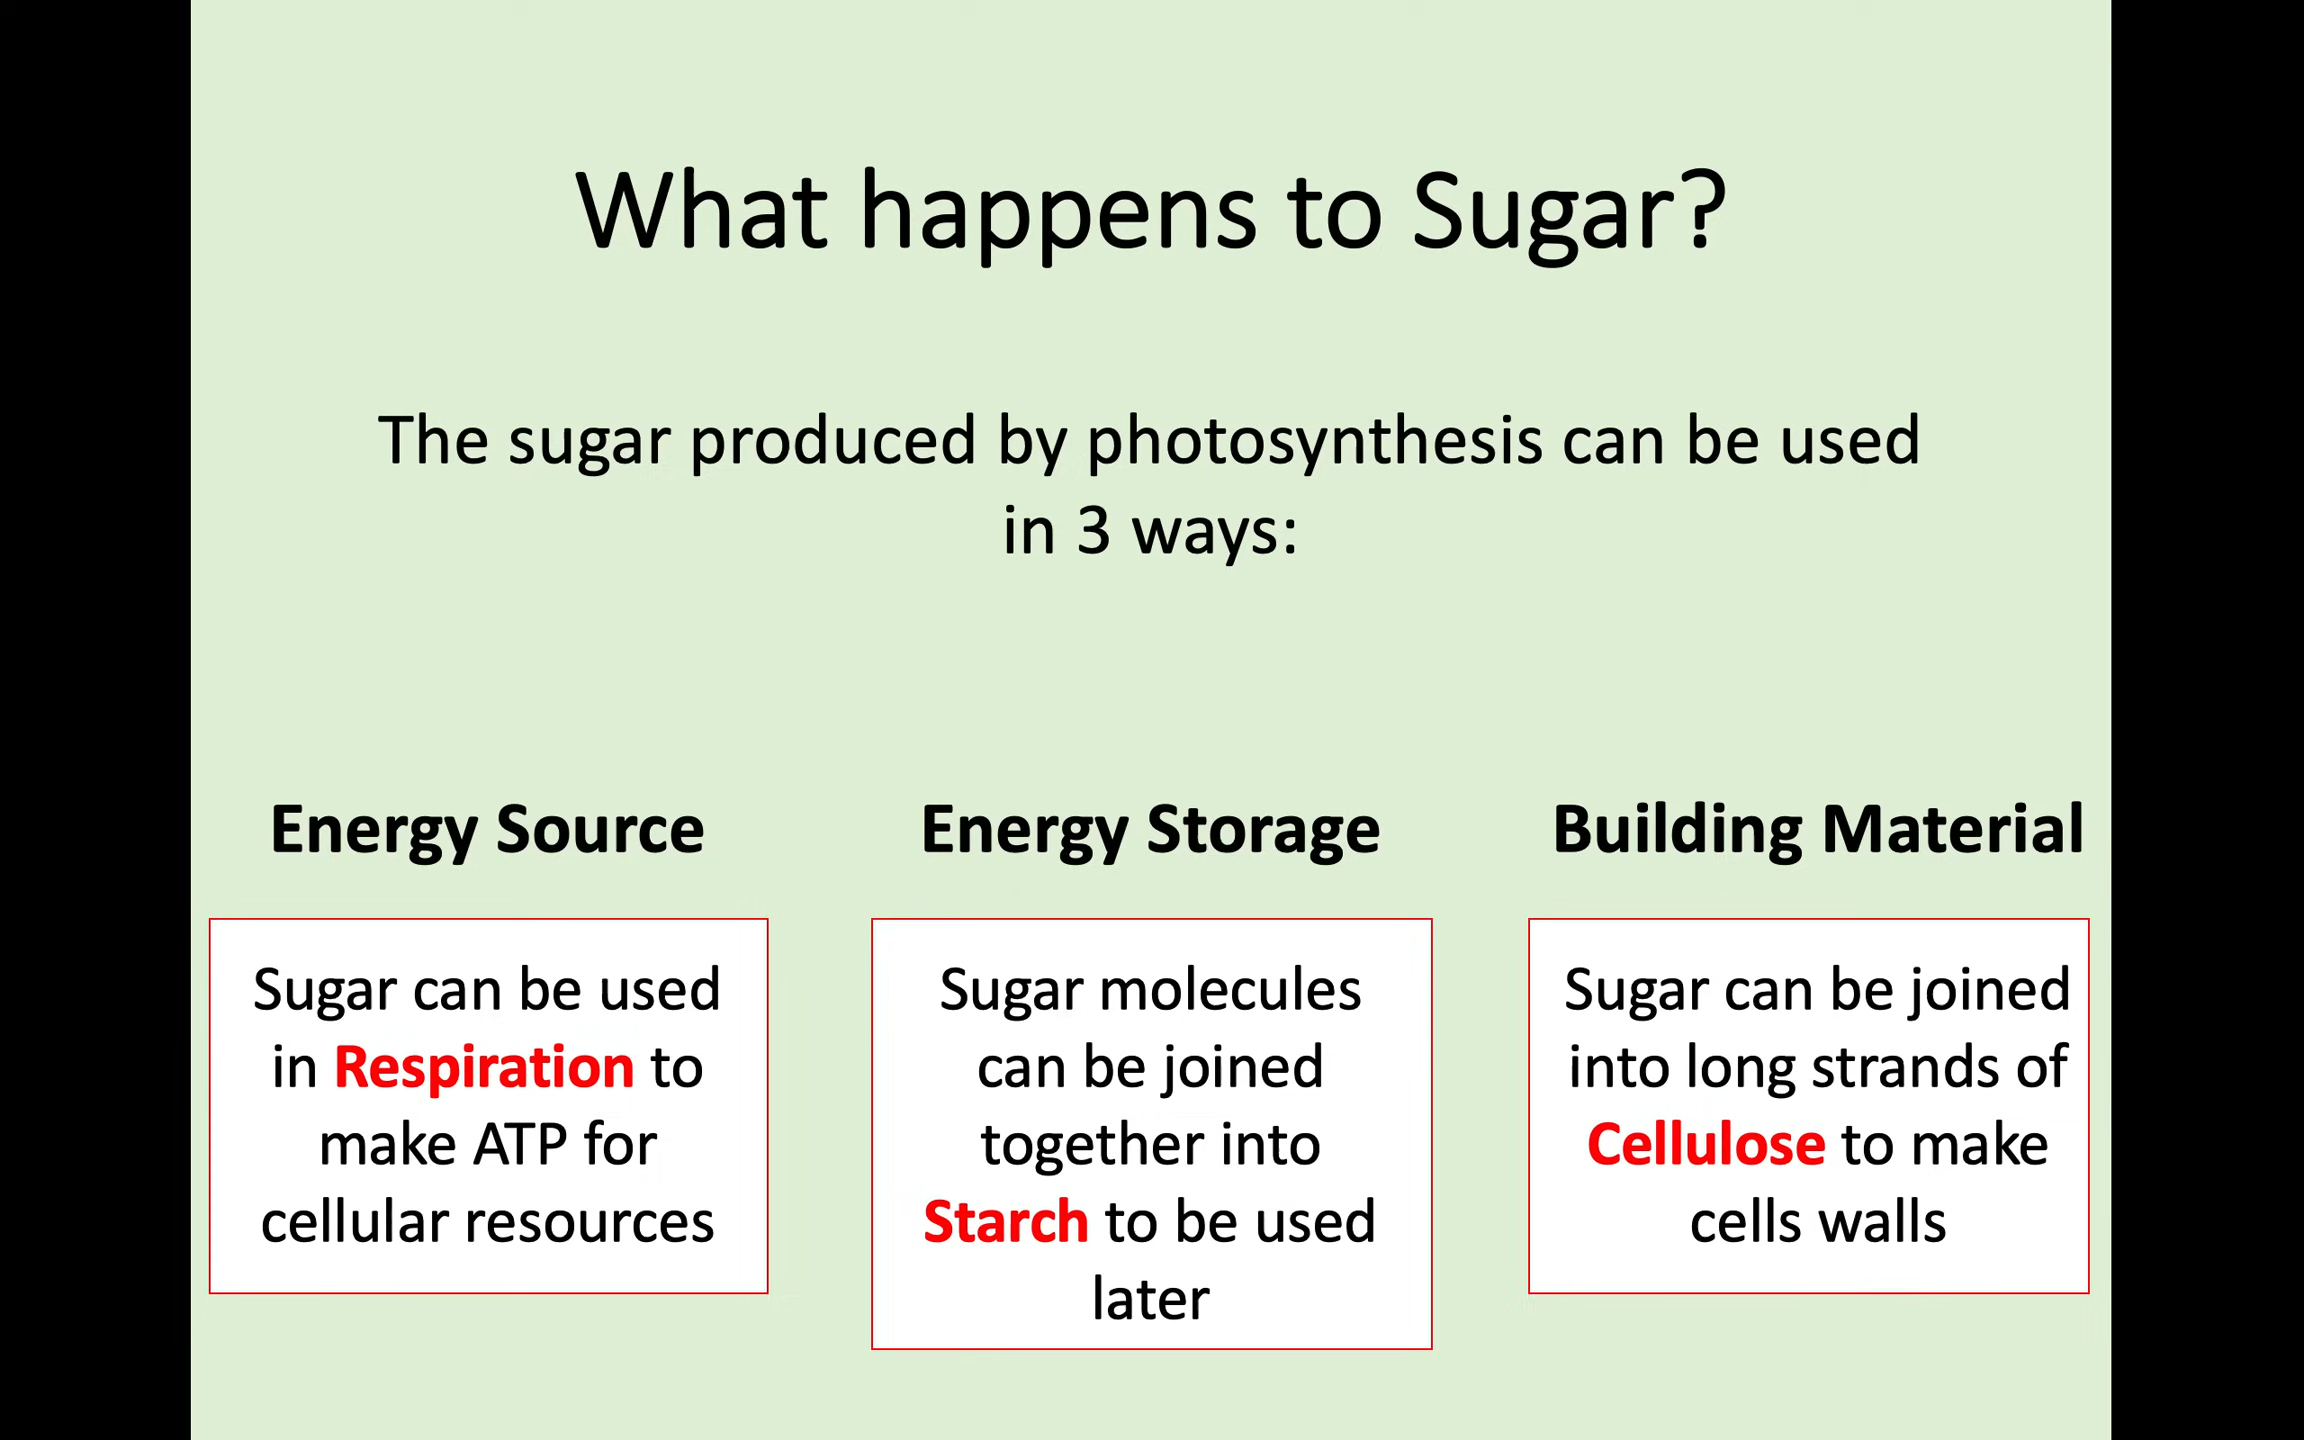 What happens to Sugar?
The sugar produced by photosynthesis can be used
in 3 ways:
Energy Source
Sugar can be used
in Respiration to
make ATP for
cellular resources
Energy Storage
Sugar molecules
can be joined
together into
Starch to be used
later
Building Material
Sugar can be joined
into long strands of
Cellulose to make
cells walls